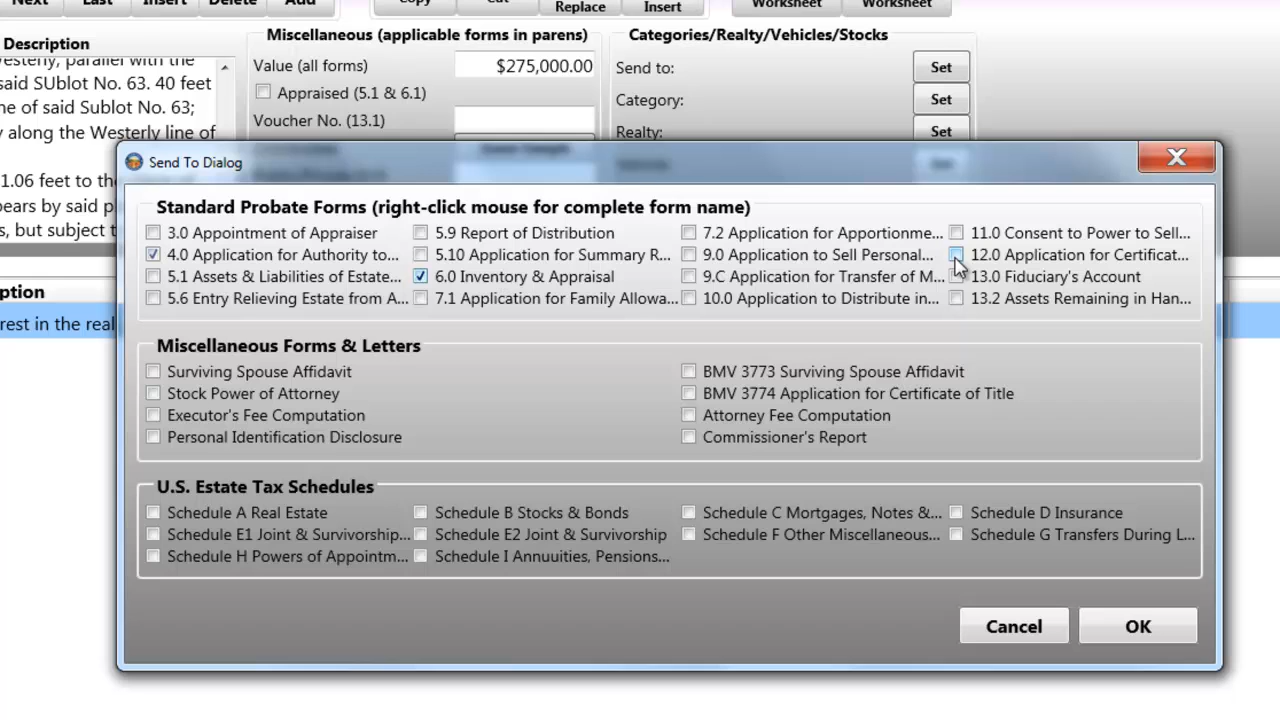 Next Last Insert Delete Add Copy Cut Replace Insert Worksheet Worksheet
Description
Westerly, parallel with the
said SUblot No. 63. 40 feet
ne of said Sublot No. 63;
y along the Westerly line of
1.06 feet to the
pears by said p
s, but subject t
Miscellaneous (applicable forms in parens)
Value (all forms) $275,000.00
Appraised (5.1 & 6.1)
Voucher No. (13.1)
Categories/Realty/Vehicles/Stocks
Send to: Set
Category: Set
Realty: Set
ption
rest in the real
Send To Dialog
Standard Probate Forms (right-click mouse for complete form name)
3.0 Appointment of Appraiser 5.9 Report of Distribution 7.2 Application for Apportionme... 11.0 Consent to Power to Sell...
4.0 Application for Authority to... 5.10 Application for Summary R... 9.0 Application to Sell Personal... 12.0 Application for Certificat...
5.1 Assets & Liabilities of Estate... 6.0 Inventory & Appraisal 9.C Application for Transfer of M... 13.0 Fiduciary's Account
5.6 Entry Relieving Estate from A... 7.1 Application for Family Allowa... 10.0 Application to Distribute in... 13.2 Assets Remaining in Han...
Miscellaneous Forms & Letters
Surviving Spouse Affidavit BMV 3773 Surviving Spouse Affidavit
Stock Power of Attorney BMV 3774 Application for Certificate of Title
Executor's Fee Computation Attorney Fee Computation
Personal Identification Disclosure Commissioner's Report
U.S. Estate Tax Schedules
Schedule A Real Estate Schedule B Stocks & Bonds Schedule C Mortgages, Notes &... Schedule D Insurance
Schedule E1 Joint & Survivorship... Schedule E2 Joint & Survivorship Schedule F Other Miscellaneous... Schedule G Transfers During L...
Schedule H Powers of Appointm... Schedule I Annuities, Pensions...
Cancel OK